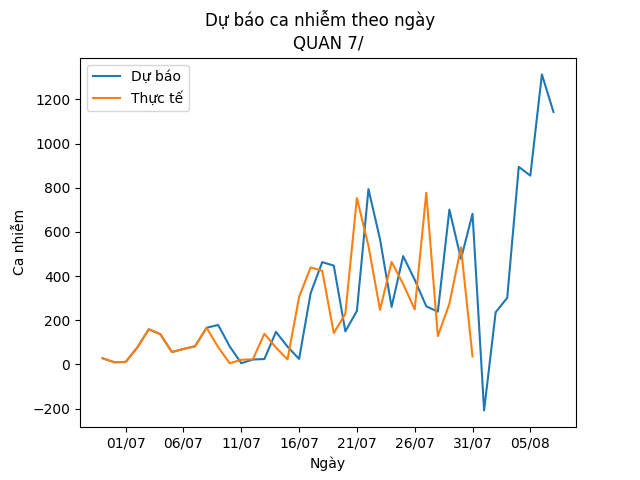 Dự báo ca nhiễm theo ngày
QUAN 7/
Dự báo
Thực tế
Ca nhiễm
1200
1000
800
600
400
200
0
−200
01/07 06/07 11/07 16/07 21/07 26/07 31/07 05/08
Ngày